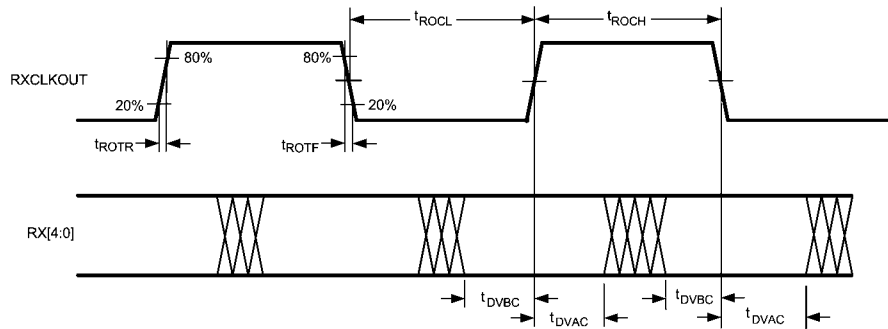 tROCL
tROCH
80%
80%
RXCLKOUT
20%
20%
tROTR
tROTF
RX[4:0]
tDVBC
tDVBC
tDVAC
tDVAC